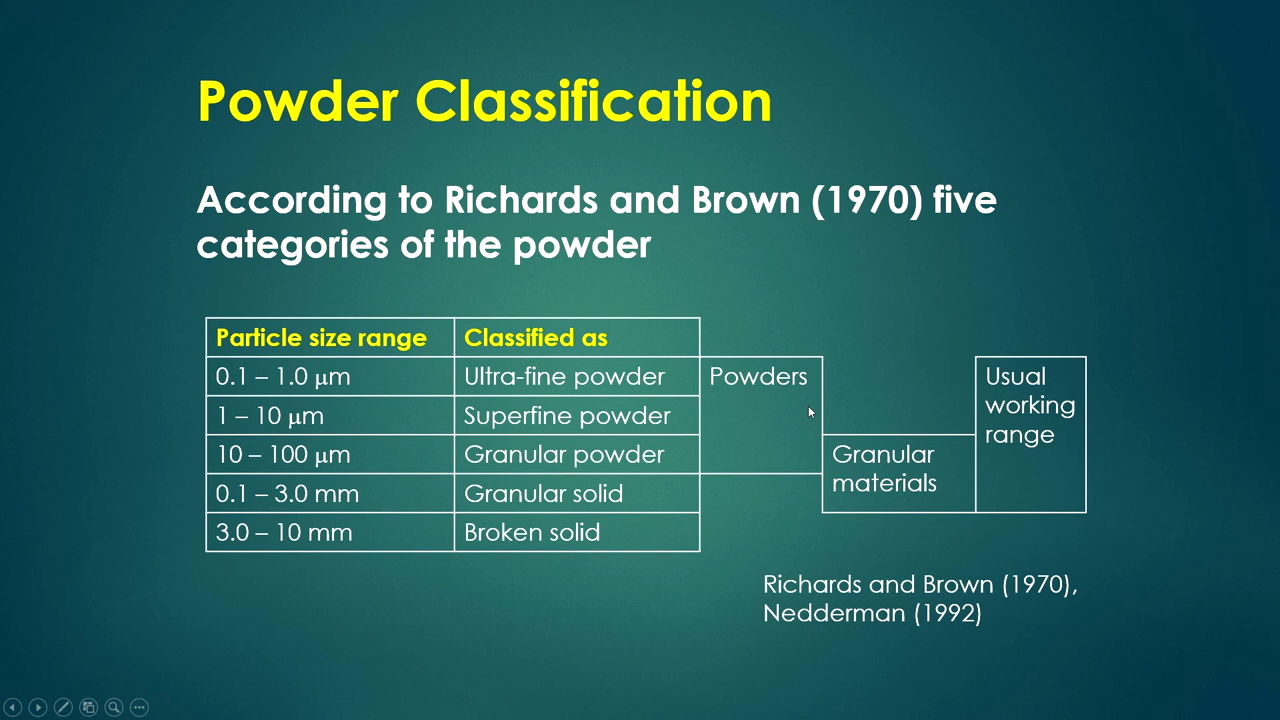 Powder Classification
According to Richards and Brown (1970) five
categories of the powder
Particle size range Classified as
0.1 – 1.0 μm Ultra-fine powder Powders Usual
working
range
1 – 10 μm Superfine powder
10 – 100 μm Granular powder Granular
materials
0.1 – 3.0 mm Granular solid
3.0 – 10 mm Broken solid
Richards and Brown (1970),
Nedderman (1992)